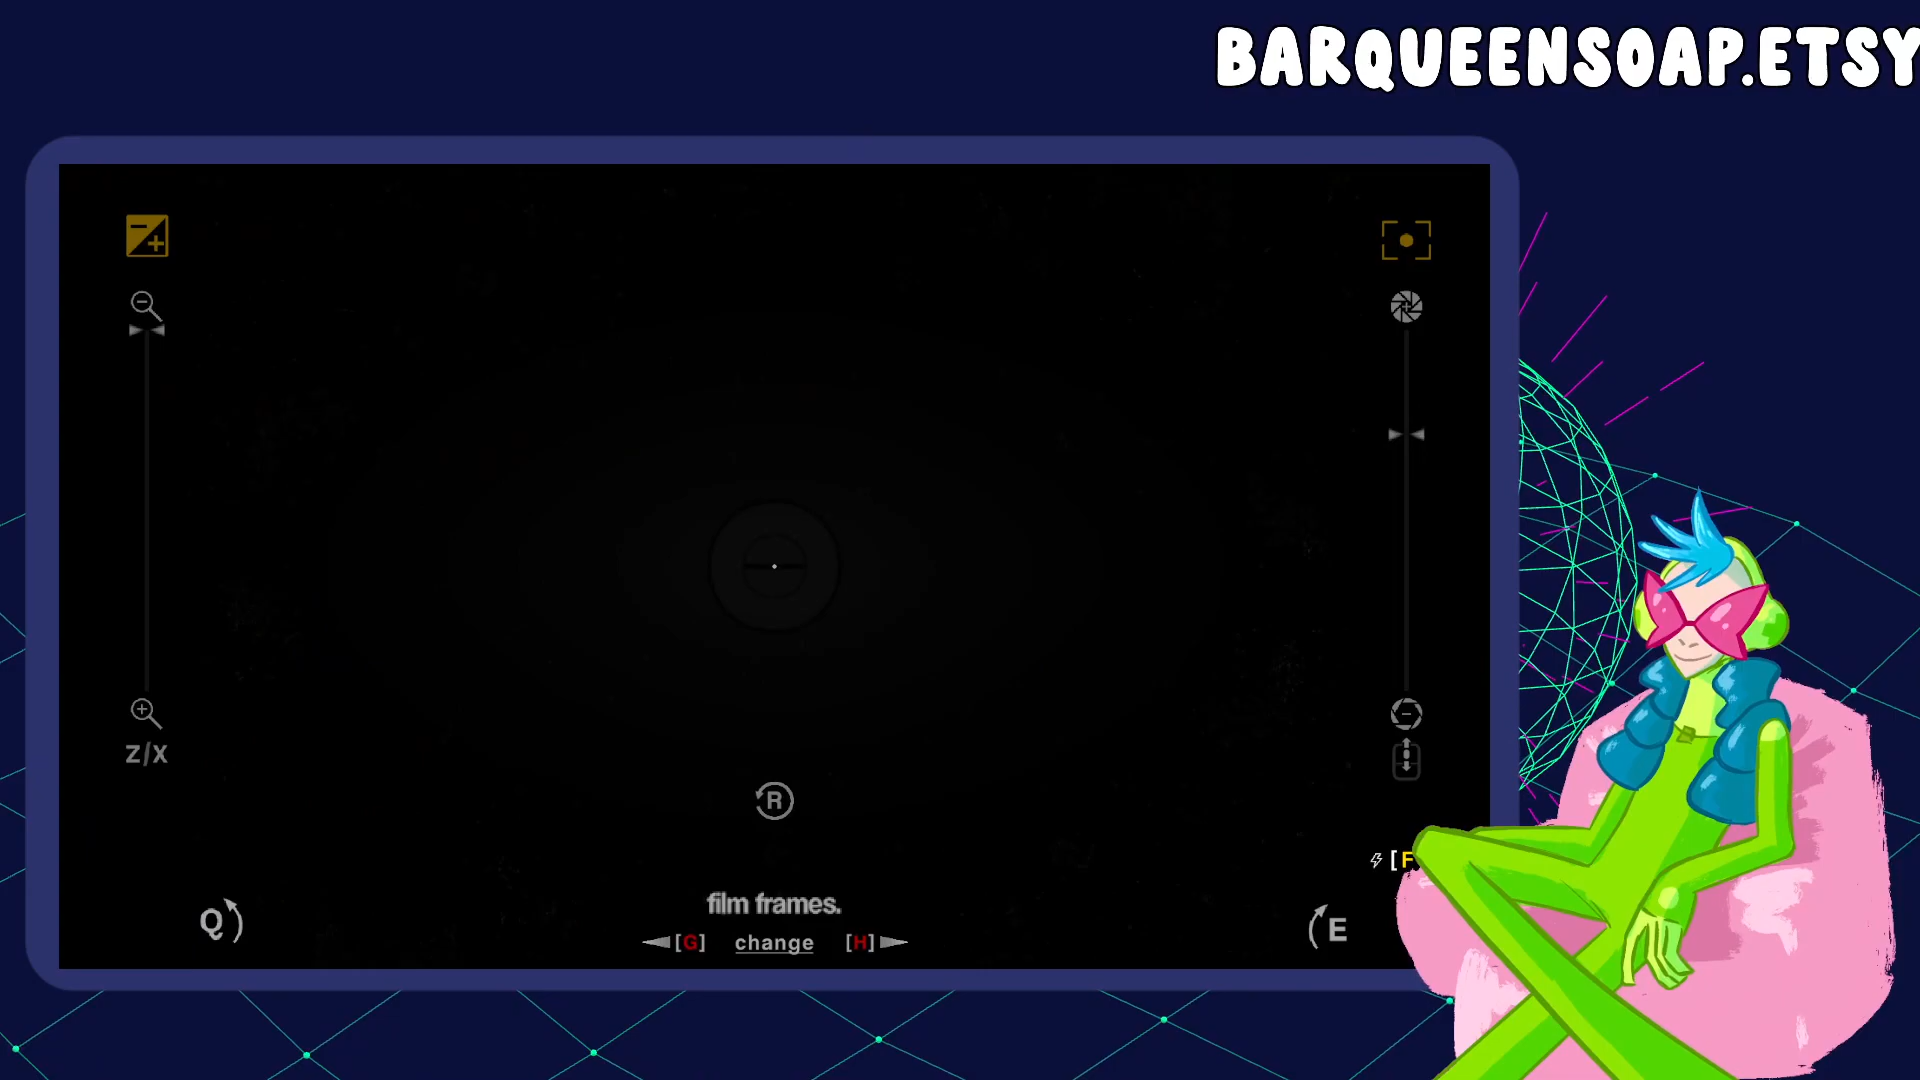 BARQUEENSOAP.ETSY
Z/X
R
[F
Q
film frames.
E
[G] change [H]